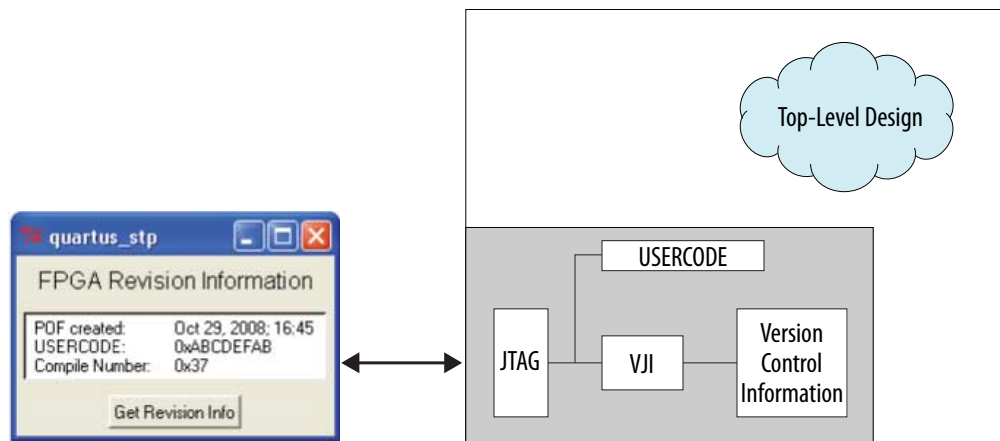 Top-Level Design
quartus_stp
FPGA Revision Information
POF created: Oct 29, 2008; 16:45
USERCODE: 0xABCDEFAB
Compile Number: 0x37
Get Revision Info
USERCODE
JTAG
VJI
Version
Control
Information